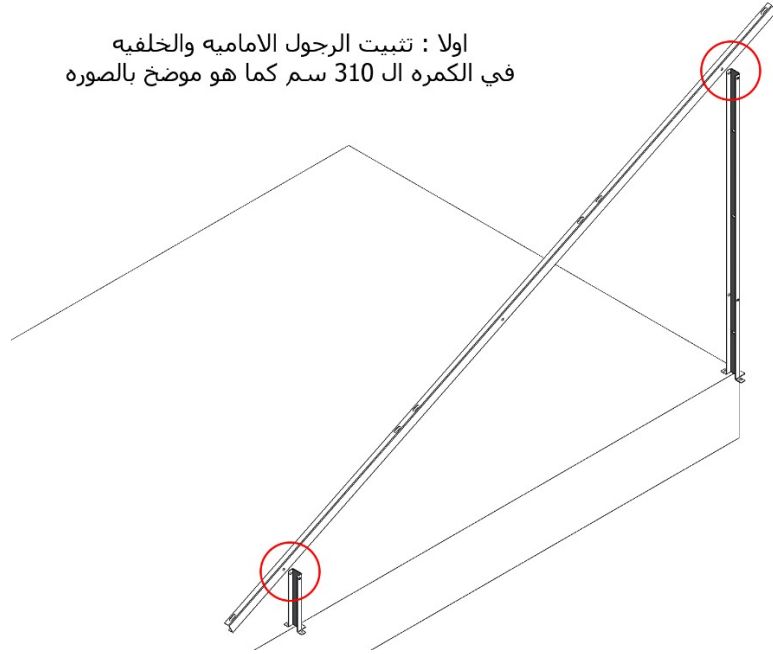 اولا : تثبيت الرجول الاماميه والخلفيه
في الكمره ال 310 سم كما هو موضخ بالصوره